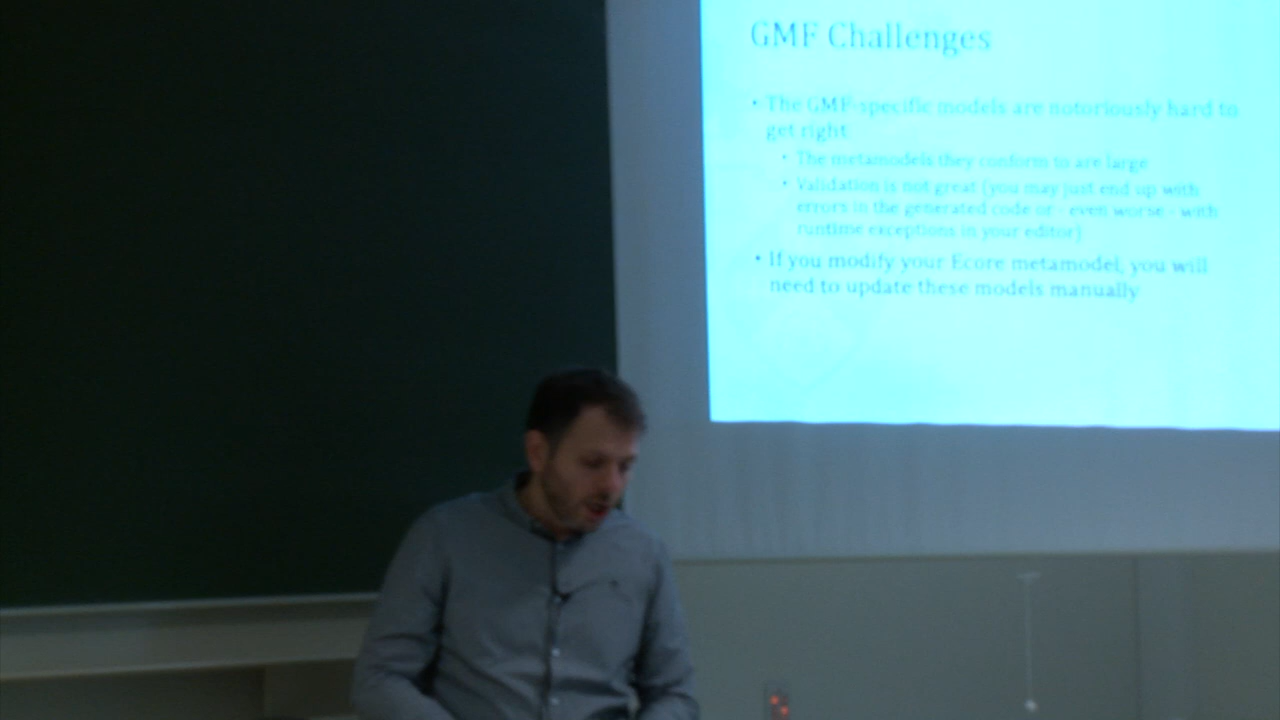 GMF Challenges
• The GMF-specific models are notoriously hard to
get right
• The metamodels they conform to are large
• Validation is not great (you may just end up with
errors in the generated code or - even worse - with
runtime exceptions in your editor)
• If you modify your Ecore metamodel, you will
need to update these models manually